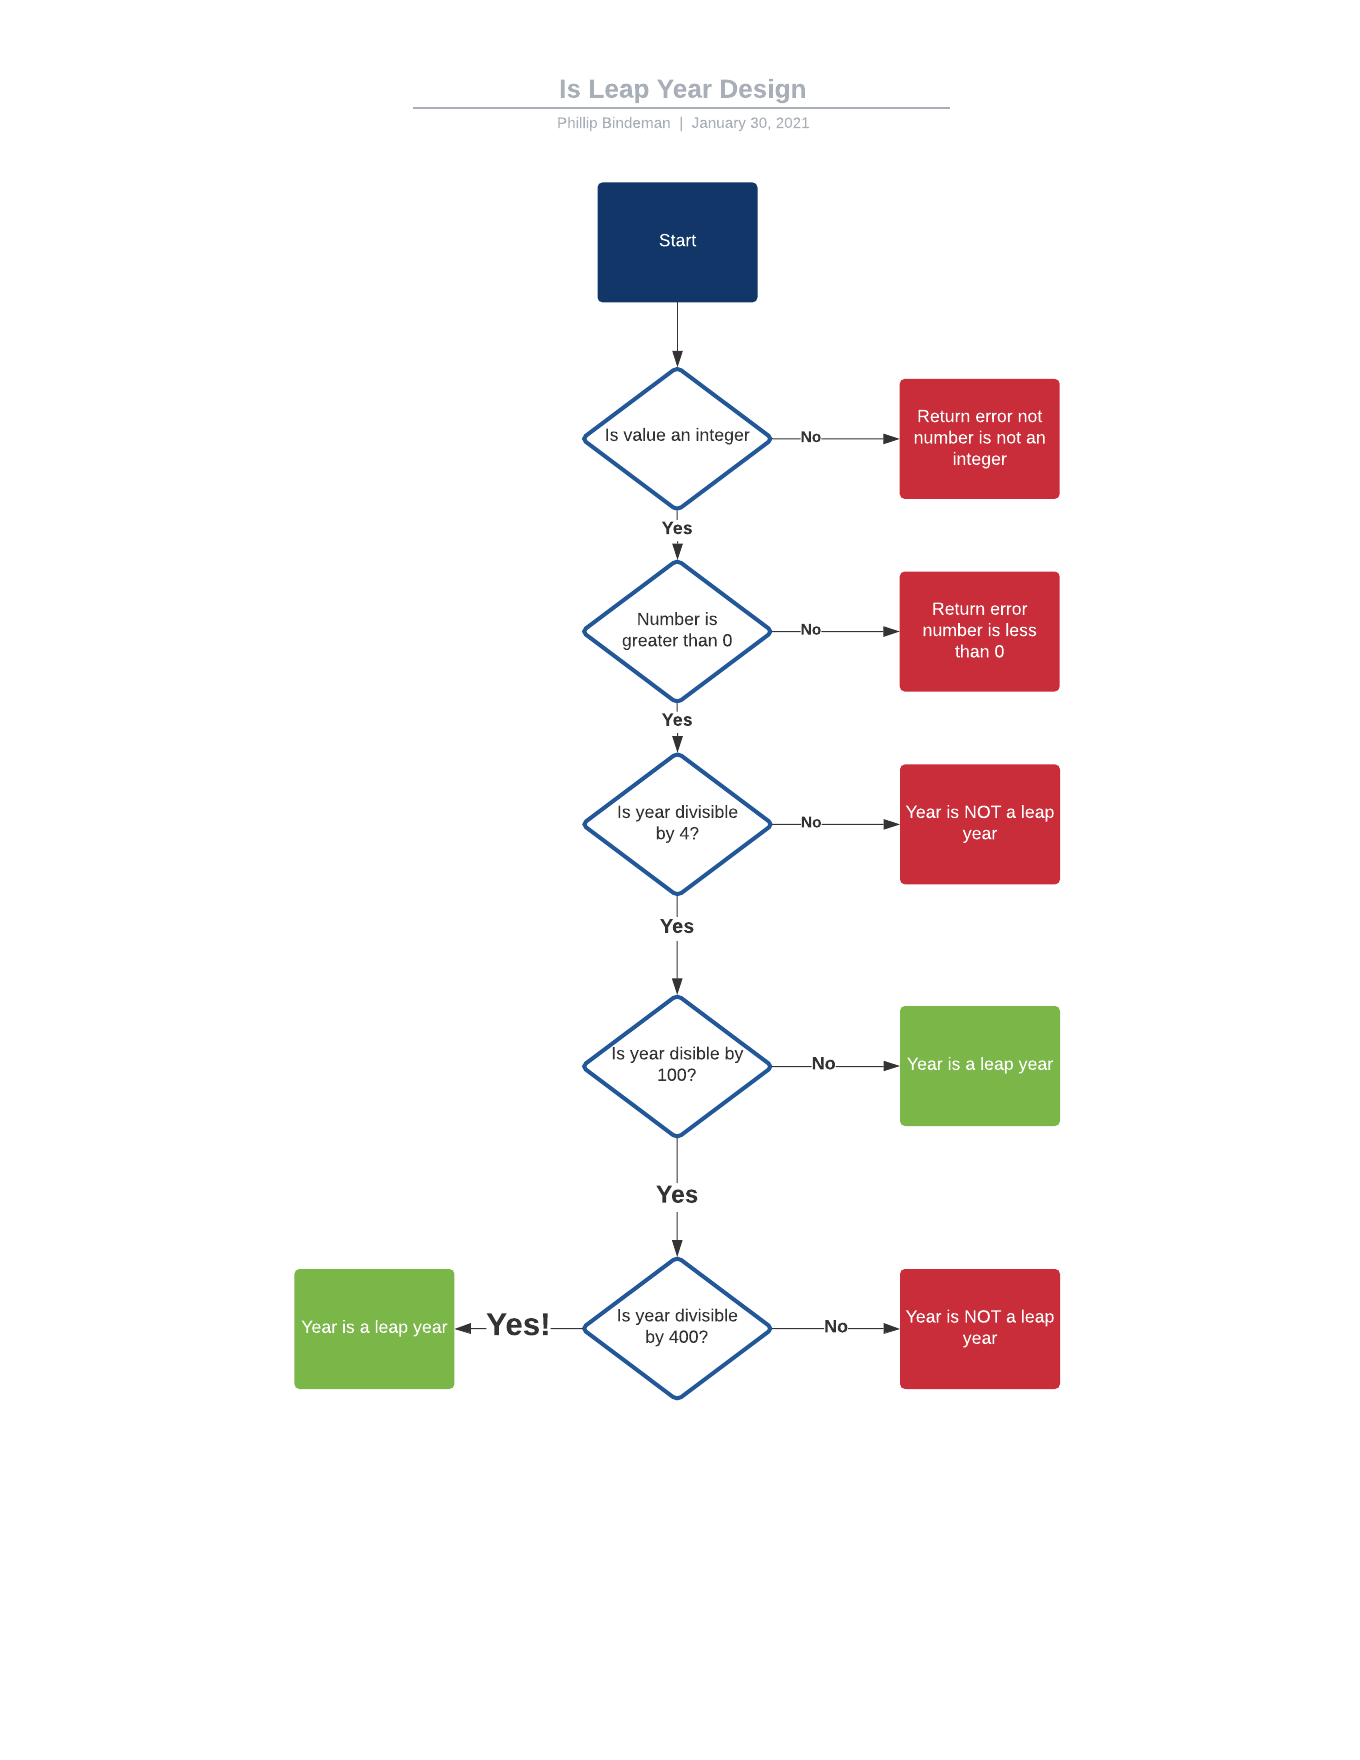 Is Leap Year Design
Phillip Bindeman | January 30, 2021
Start
Is value an integer
No
Return error not
number is not an
integer
Yes
Number is
greater than 0
No
Return error
number is less
than 0
Yes
Is year divisible
by 4?
No
Year is NOT a leap
year
Yes
Is year disible by
100?
No
Year is a leap year
Yes
Year is a leap year
Yes!
Is year divisible
by 400?
No
Year is NOT a leap
year